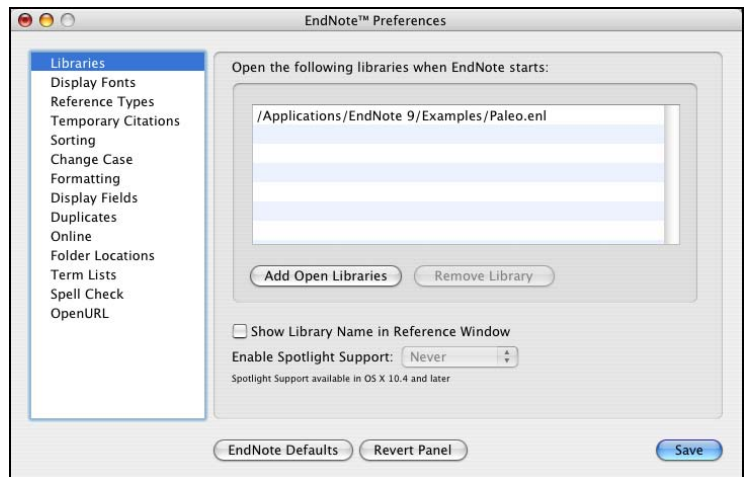 EndNote™ Preferences
Libraries
Display Fonts
Reference Types
Temporary Citations
Sorting
Change Case
Formatting
Display Fields
Duplicates
Online
Folder Locations
Term Lists
Spell Check
OpenURL
Open the following libraries when EndNote starts:
/Applications/EndNote 9/Examples/Paleo.enl
Add Open Libraries
Remove Library
Show Library Name in Reference Window
Enable Spotlight Support: Never
Spotlight Support available in OS X 10.4 and later
EndNote Defaults
Revert Panel
Save